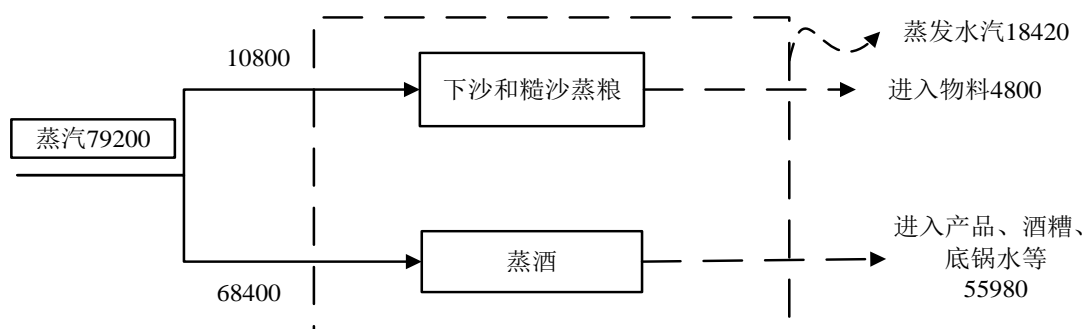 蒸发水汽18420
10800
下沙和糙沙蒸粮
进入物料4800
蒸汽79200
进入产品、酒糟、
底锅水等
55980
蒸酒
68400